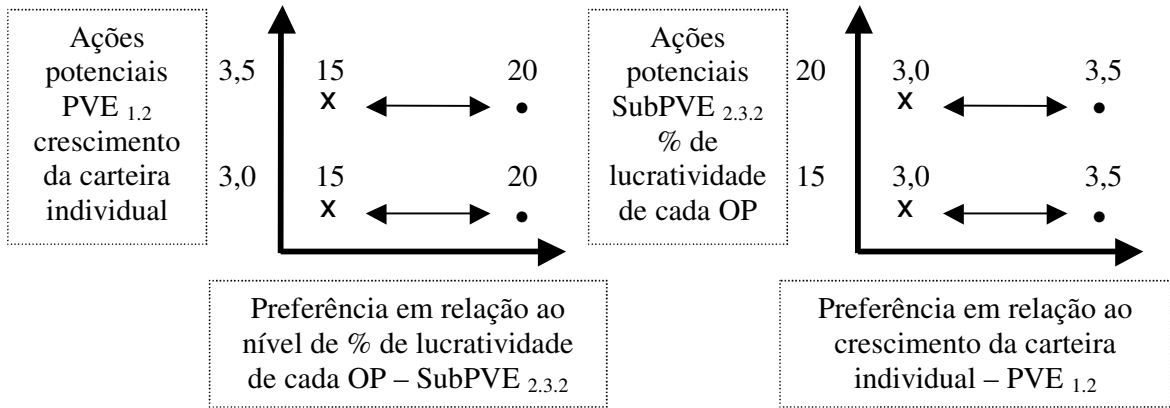 Ações
potenciais
PVE 1.2
crescimento
da carteira
individual
3,5
15
20
x
3,0
15
20
x
Preferência em relação ao
nível de % de lucratividade
de cada OP – SubPVE 2.3.2
Ações
potenciais
SubPVE 2.3.2
% de
lucratividade
de cada OP
20
3,0
3,5
x
15
3,0
3,5
x
Preferência em relação ao
crescimento da carteira
individual – PVE 1.2